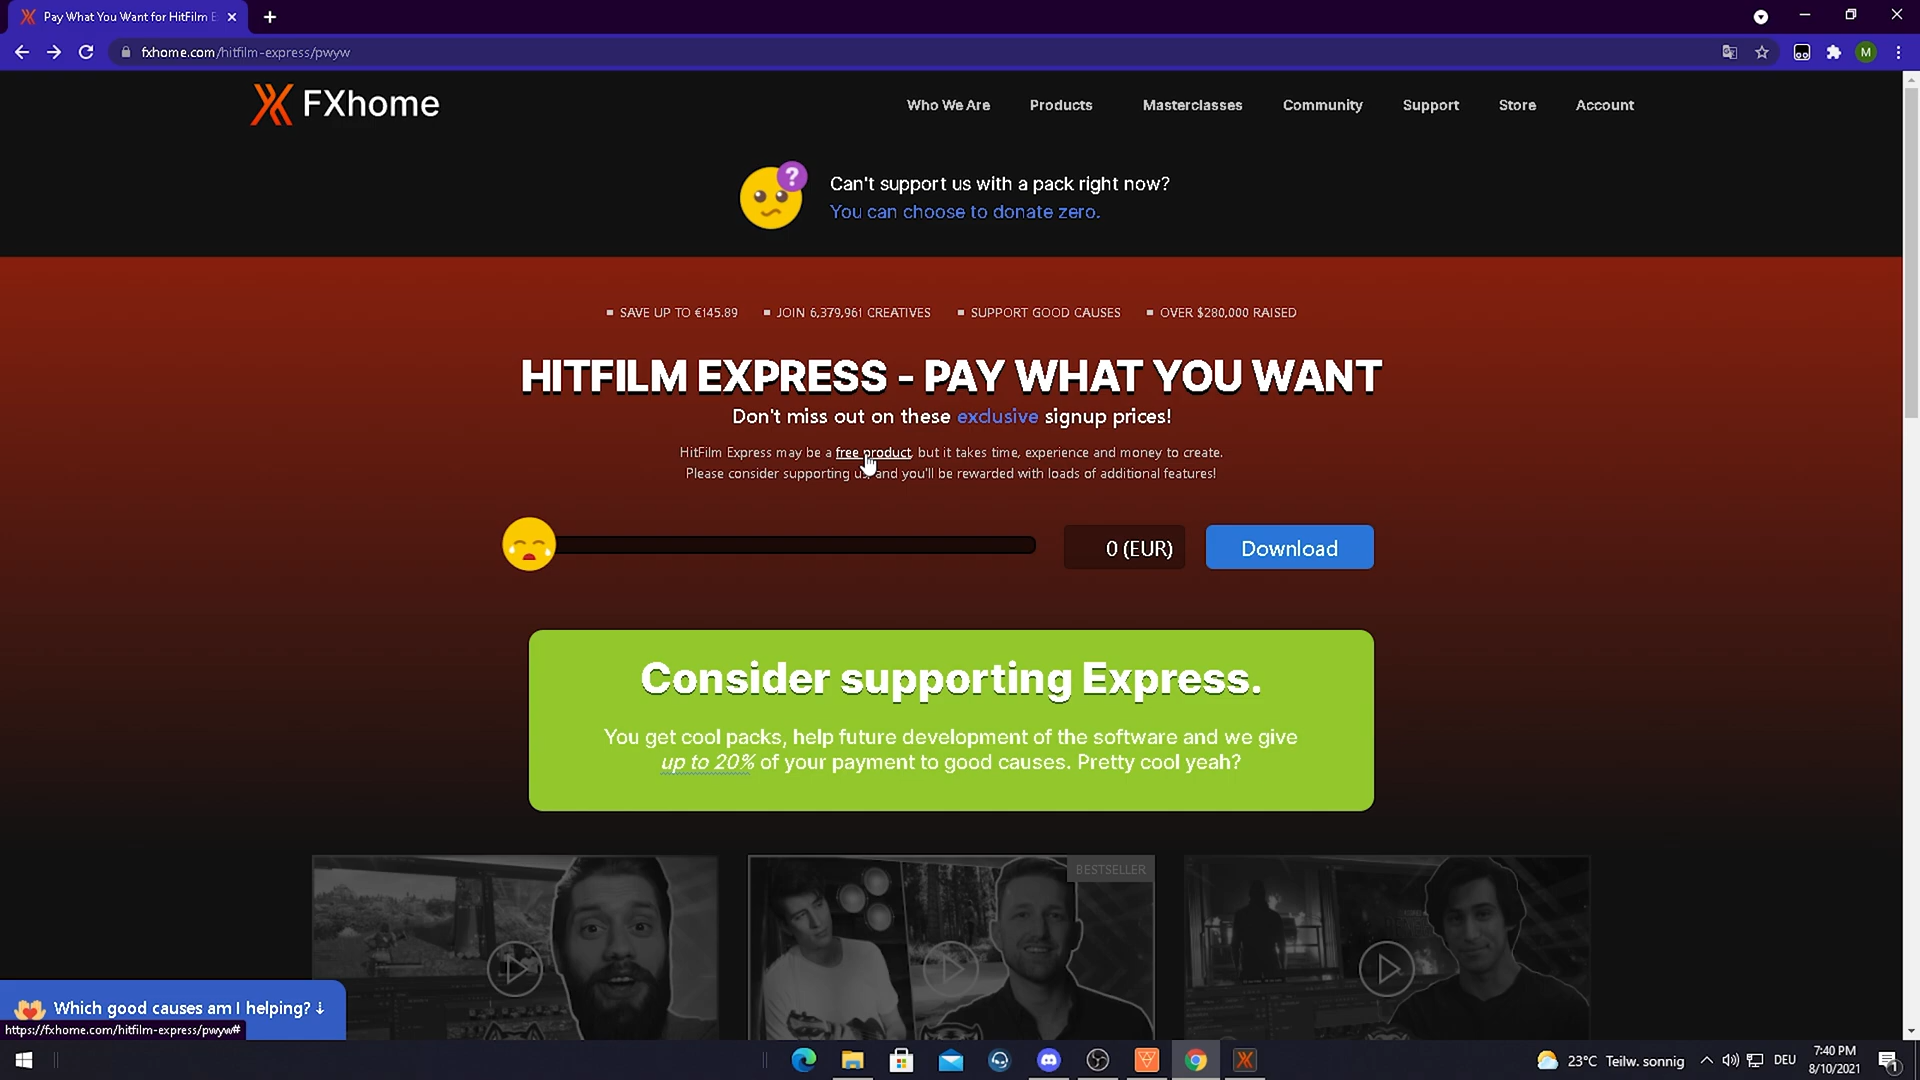 Pay What You Want for HitFilm E
fxhome.com/hitfilm-express/pwyw
M
FXhome
Who We Are
Products
Masterclasses
Community
Support
Store
Account
?
Can't support us with a pack right now?
You can choose to donate zero.
SAVE UP TO €145.89
JOIN 6,379,961 CREATIVES
SUPPORT GOOD CAUSES
OVER $280,000 RAISED
HITFILM EXPRESS - PAY WHAT YOU WANT
Don't miss out on these exclusive signup prices!
HitFilm Express may be a free product, but it takes time, experience and money to create.
Please consider supporting us, and you'll be rewarded with loads of additional features!
0 (EUR)
Download
Consider supporting Express.
You get cool packs, help future development of the software and we give
up to 20% of your payment to good causes. Pretty cool yeah?
BESTSELLER
Which good causes am I helping? ↓
https://fxhome.com/hitfilm-express/pwyw#
23°C Teilw. sonnig
DEU
7:40 PM
8/10/2021
1